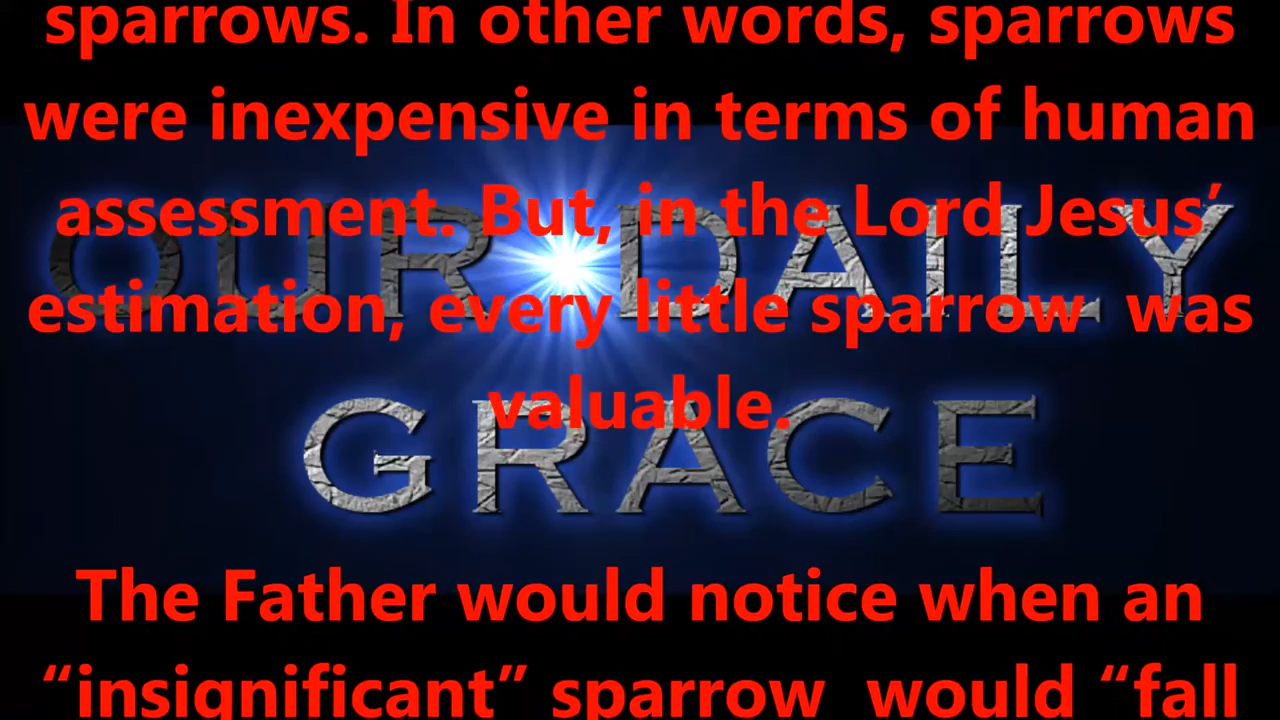 sparrows. In other words, sparrows
were inexpensive in terms of human
assessment. But, in the Lord Jesus’
OUR DAILY
estimation, every little sparrow  was
valuable.
GRACE
The Father would notice when an
“insignificant” sparrow  would “fall